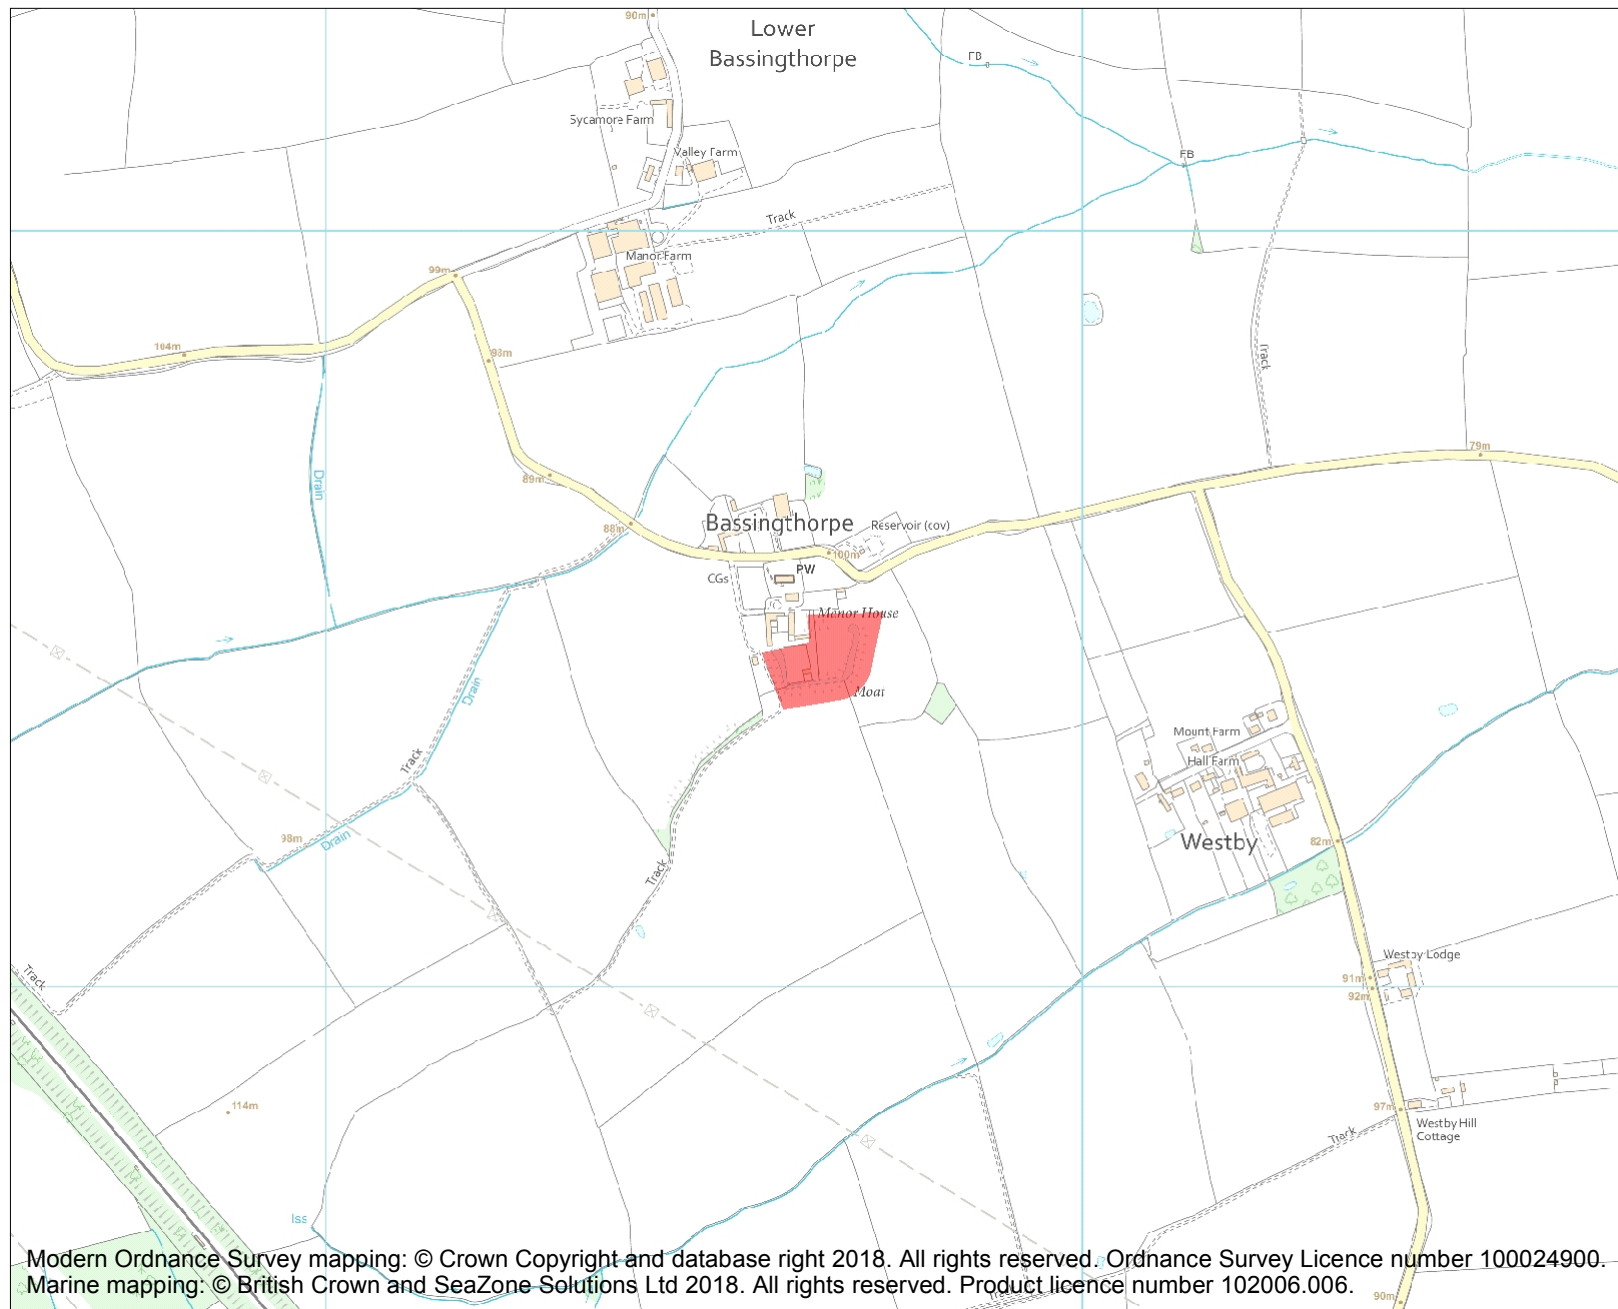 90m
Lower
Bassingthorpe
FB
Sycamore Farm
Valley Farm
FB
Track
Manor Farm
99m
104m
93m
Track
Drain
79m
89m
Bassingthorpe
Reservoir (cov)
88m
100m
PW
CGs
Manor House
Drain
Moat
Mount Farm
Track
Hall Farm
98m
Drain
Westby
82m
Track
Westby Lodge
Track
91m
92m
114m
97m
Westby Hill
Cottage
Track
Iss
Modern Ordnance Survey mapping: © Crown Copyright and database right 2018. All rights reserved. Ordnance Survey Licence number 100024900.
Marine mapping: © British Crown and SeaZone Solutions Ltd 2018. All rights reserved. Product licence number 102006.006.
Track
90m